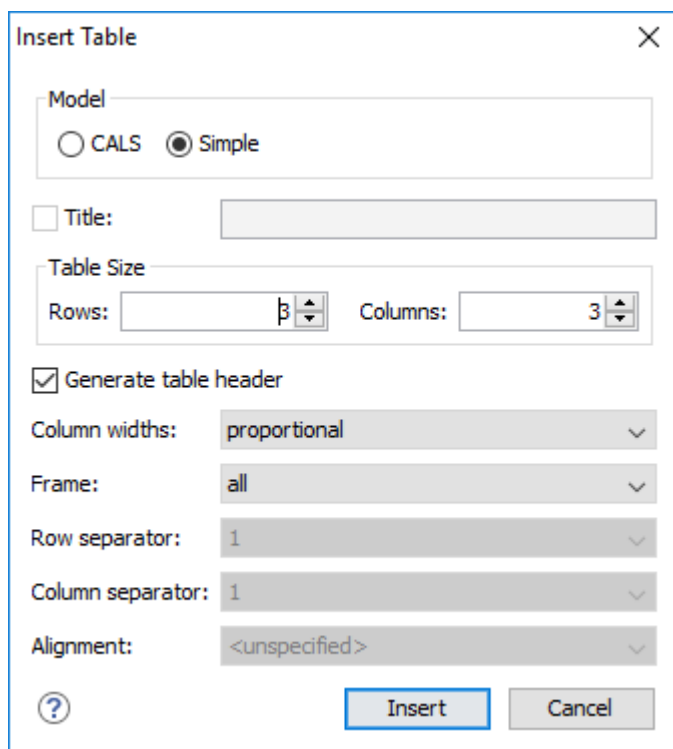 Insert Table
Model
CALS Simple
Title:
Table Size
Rows: 3 Columns: 3
Generate table header
Column widths: proportional
Frame: all
Row separator: 1
Column separator: 1
Alignment: <unspecified>
? Insert Cancel